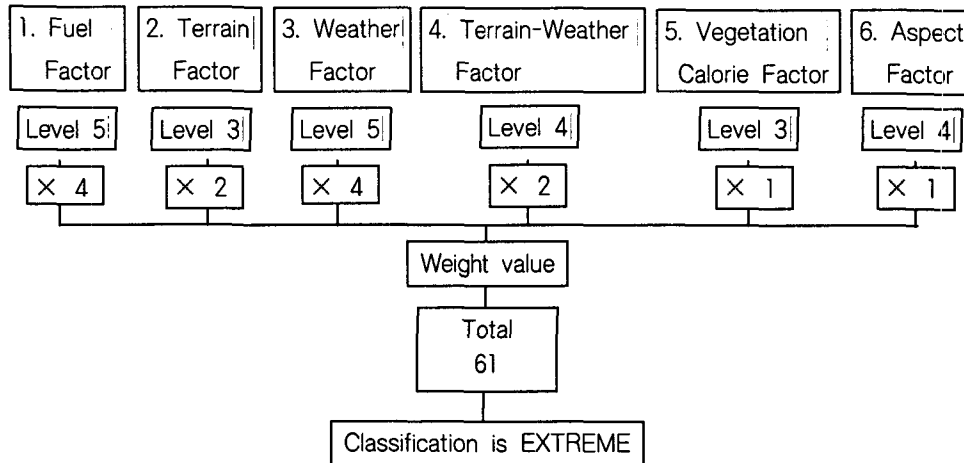 1. Fuel
Factor
2. Terrain
Factor
3. Weather
Factor
4. Terrain-Weather
Factor
5. Vegetation
Calorie Factor
6. Aspect
Factor
Level 5
Level 3
Level 5
Level 4
Level 3
Level 4
× 4
× 2
× 4
× 2
× 1
× 1
Weight value
Total
61
Classification is EXTREME